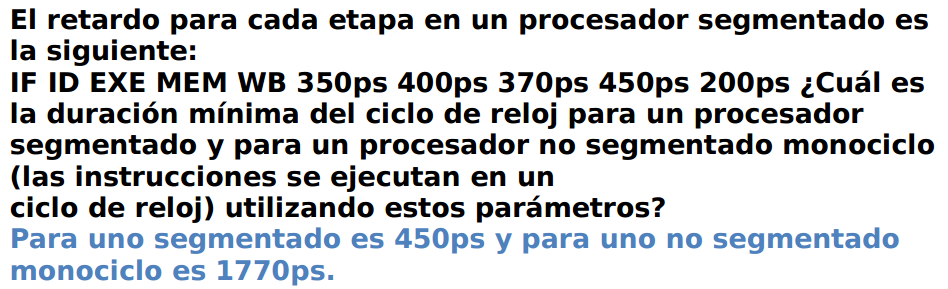 El retardo para cada etapa en un procesador segmentado es
la siguiente:
IF ID EXE MEM WB 350ps 400ps 370ps 450ps 200ps ¿Cuál es
la duración mínima del ciclo de reloj para un procesador
segmentado y para un procesador no segmentado monociclo
(las instrucciones se ejecutan en un
ciclo de reloj) utilizando estos parámetros?
Para uno segmentado es 450ps y para uno no segmentado
monociclo es 1770ps.